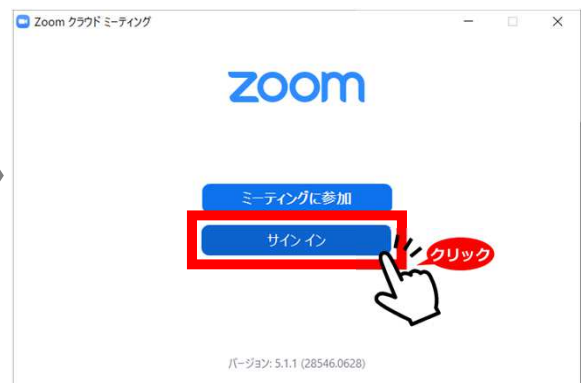 Zoom クラウド ミーティング
zoom
ミーティングに参加
サイン イン
クリック
バージョン: 5.1.1 (28546.0628)